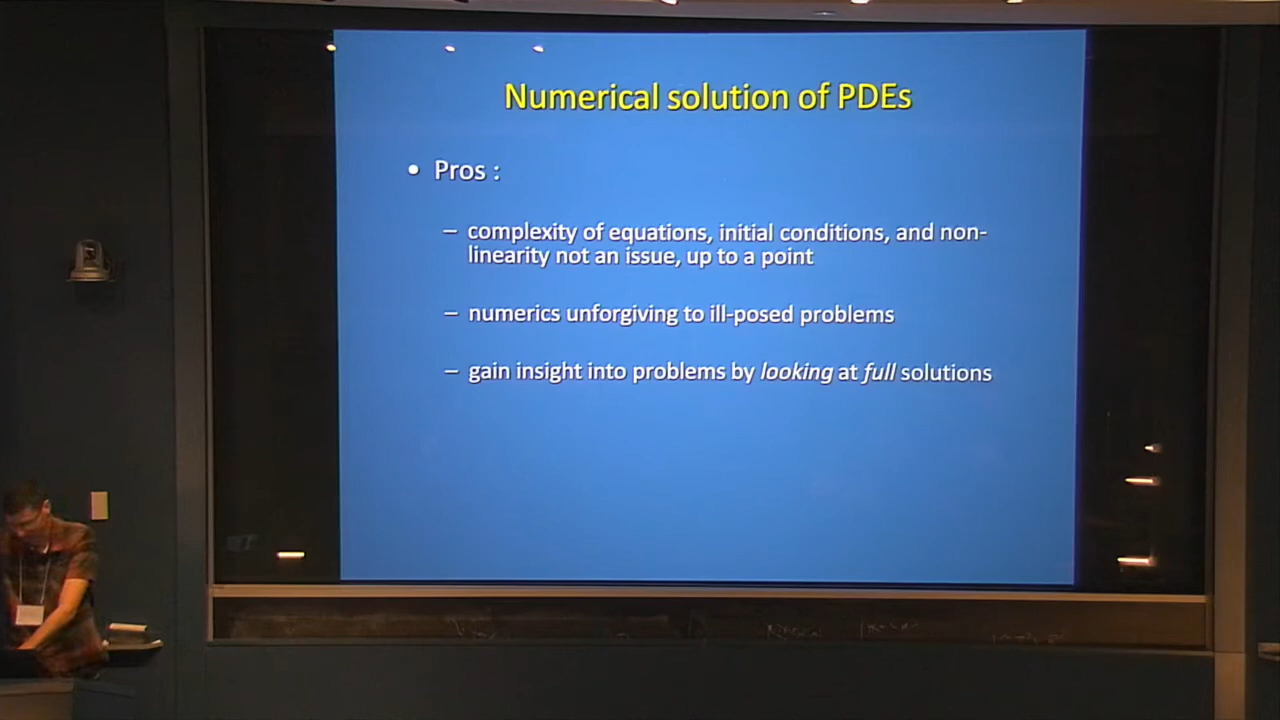 Numerical solution of PDEs
• Pros :
– complexity of equations, initial conditions, and non-
linearity not an issue, up to a point
– numerics unforgiving to ill-posed problems
– gain insight into problems by looking at full solutions